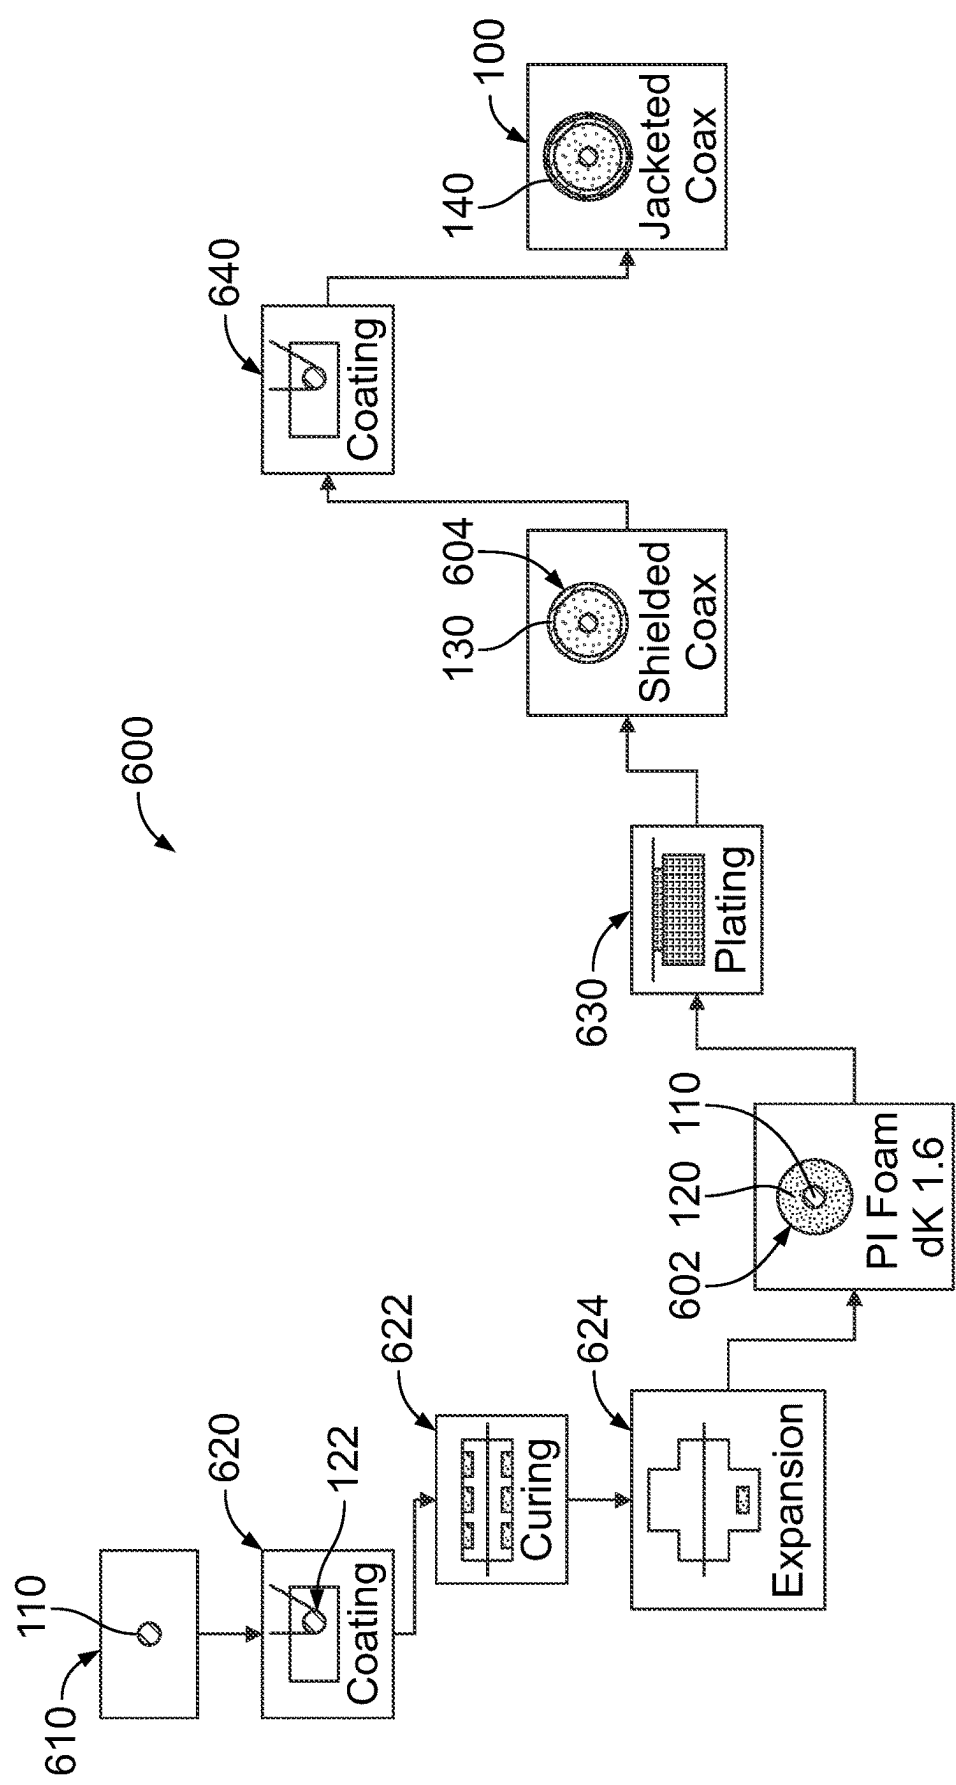 600
610
110
620
122
Coating
622
Curing
624
Expansion
602
120
110
PI Foam
dK 1.6
630
Plating
130
604
Shielded
Coax
640
Coating
140
100
Jacketed
Coax